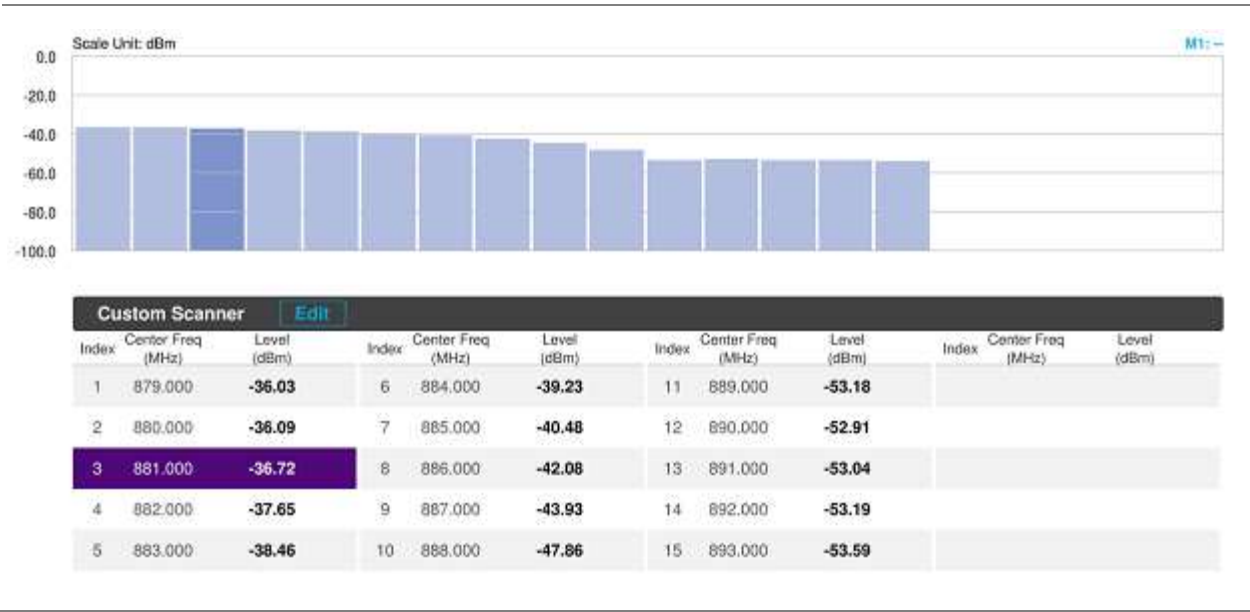 Scale Unit: dBm M1: --
0.0
-20.0
-40.0
-60.0
-80.0
-100.0
Custom Scanner Edit
Index Center Freq (MHz) Level (dBm) Index Center Freq (MHz) Level (dBm) Index Center Freq (MHz) Level (dBm) Index Center Freq (MHz) Level (dBm)
1 879.000 -36.03 6 884.000 -39.23 11 889.000 -53.18
2 880.000 -36.09 7 885.000 -40.48 12 890.000 -52.91
3 881.000 -36.72 8 886.000 -42.08 13 891.000 -53.04
4 882.000 -37.65 9 887.000 -43.93 14 892.000 -53.19
5 883.000 -38.46 10 888.000 -47.86 15 893.000 -53.59